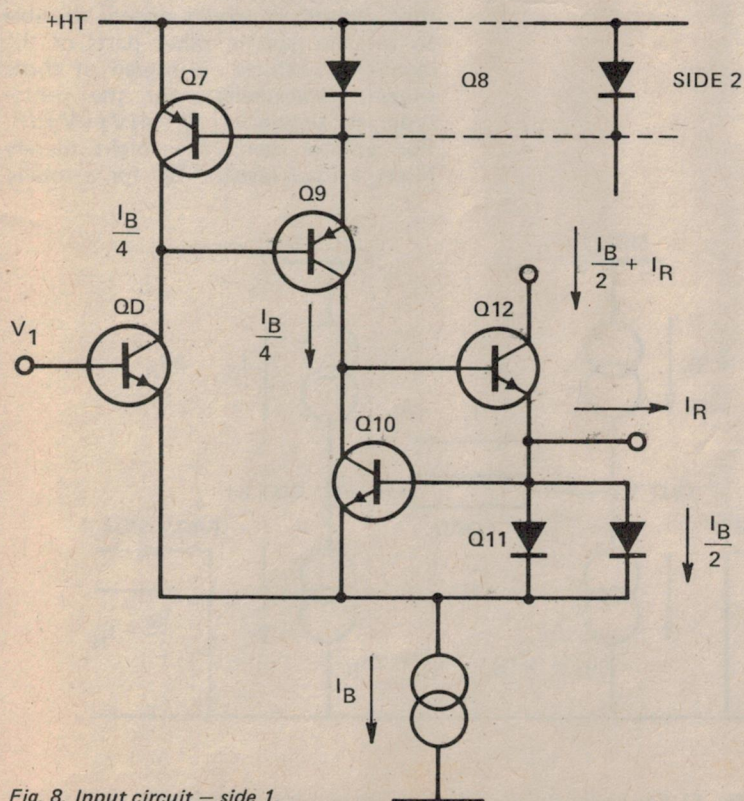 +HT
Q7
Q8
SIDE 2
Q9
I_B/4
I_B/2 + I_R
QD
Q12
V_1
I_B/4
I_R
Q10
Q11
I_B/2
I_B
Fig. 8. Input circuit — side 1